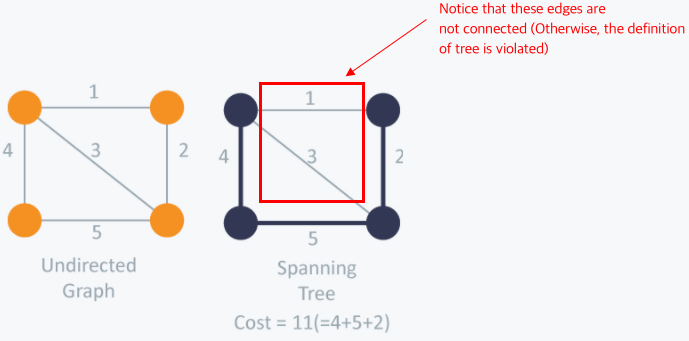 Notice that these edges are
not connected (Otherwise, the definition
of tree is violated)
1
4
3
2
5
Undirected
Graph
1
4
3
2
5
Spanning
Tree
Cost = 11(=4+5+2)